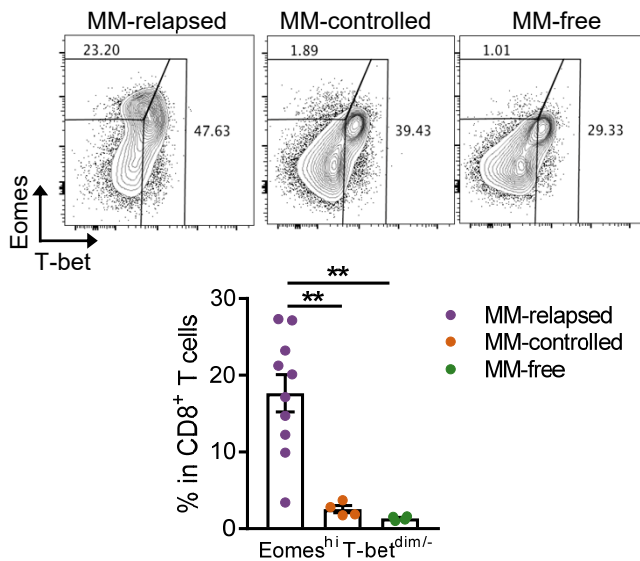 MM-relapsed MM-controlled MM-free
23.20 1.89 1.01
47.63 39.43 29.33
Eomes
T-bet
**
**
30
20
10
0
% in CD8⁺ T cells
MM-relapsed
MM-controlled
MM-free
Eomesʰⁱ T-betᵈⁱᵐ/⁻